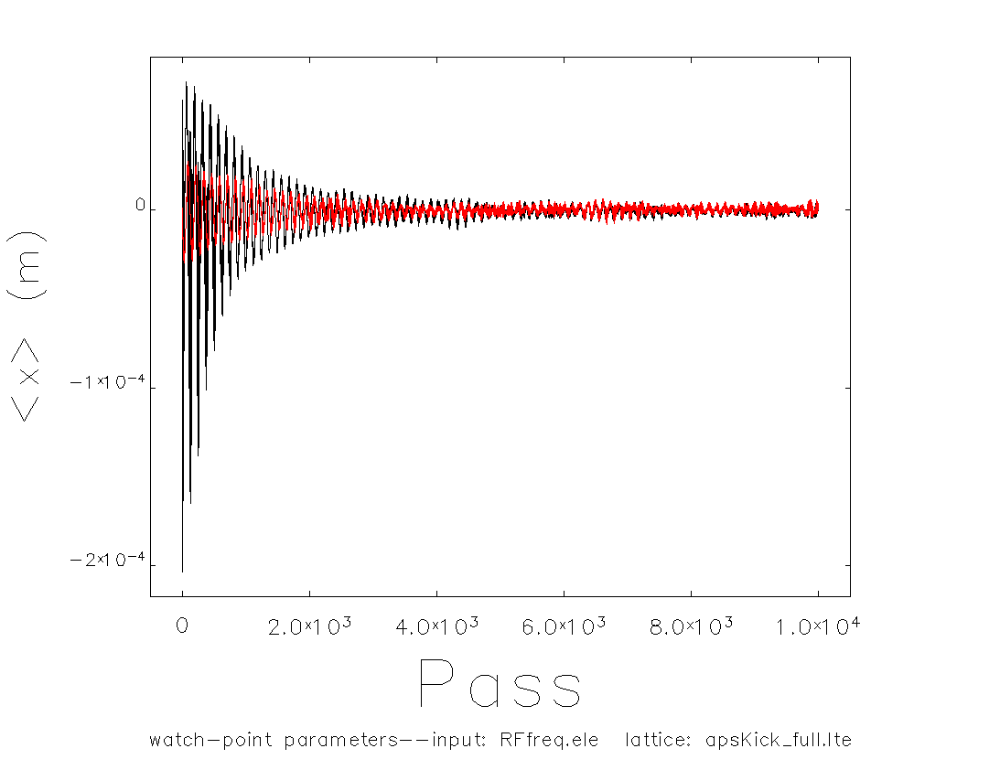 0
−1×10⁻⁴
−2×10⁻⁴
<x> (m)
0 2.0×10³ 4.0×10³ 6.0×10³ 8.0×10³ 1.0×10⁴
Pass
watch−point parameters−−input: RFfreq.ele lattice: apsKick_full.lte